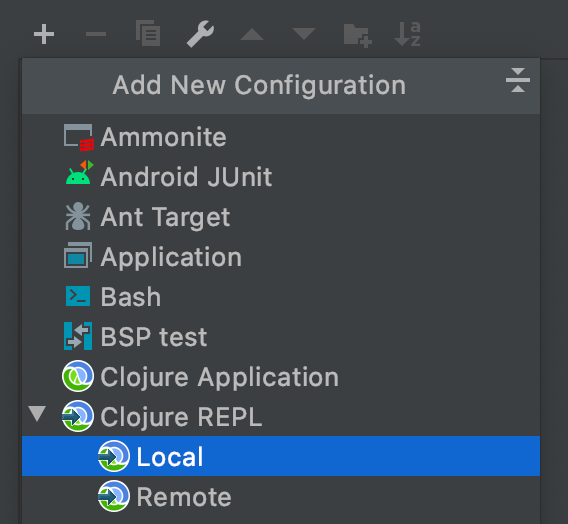 Add New Configuration
Ammonite
Android JUnit
Ant Target
Application
Bash
BSP test
Clojure Application
Clojure REPL
Local
Remote